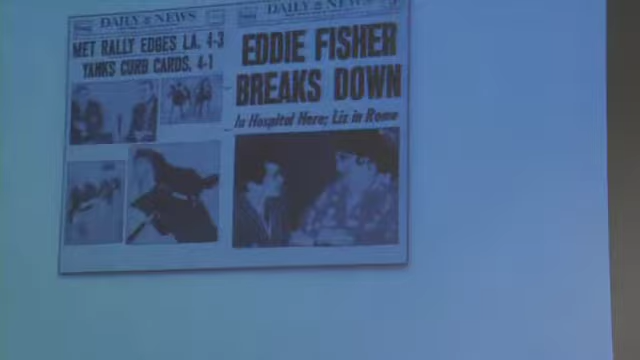 DAILY NEWS
MET RALLY EDGES L.A. 4-3
YANKS CURB CARDS, 4-1
DAILY NEWS
EDDIE FISHER
BREAKS DOWN
In Hospital Here; Liz in Rome